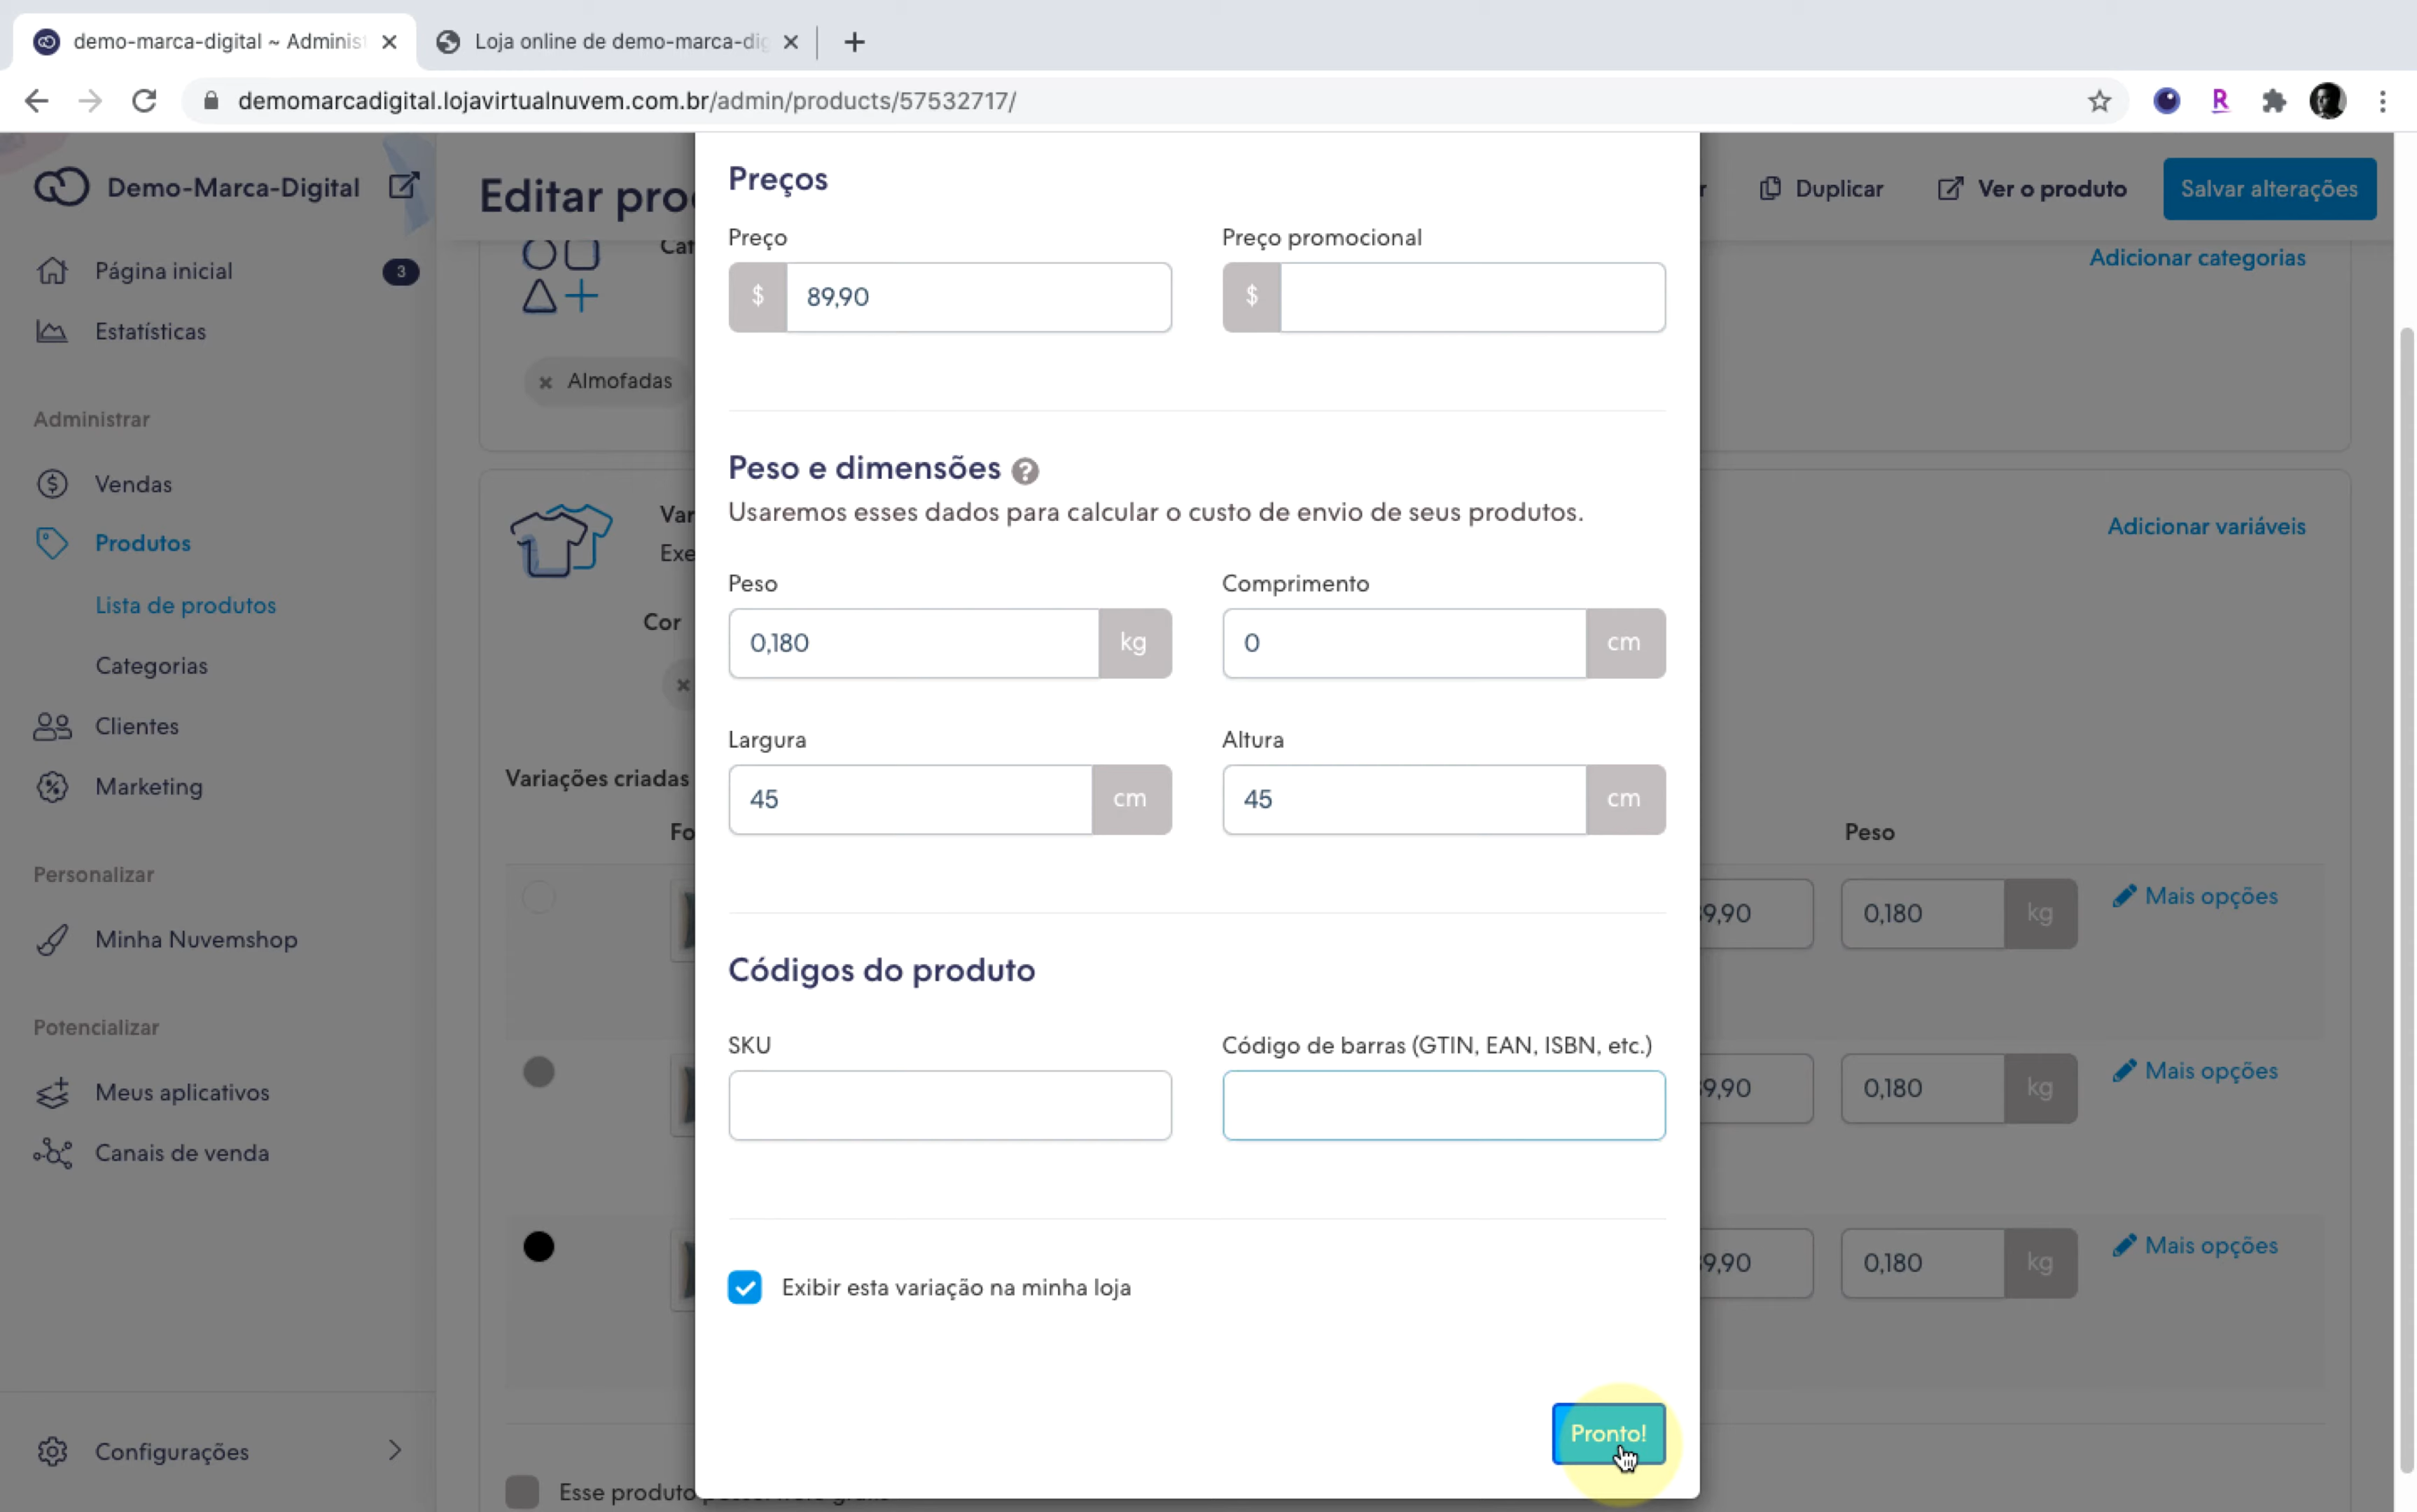 demo-marca-digital ~ Adminis
Loja online de demo-marca-dig
demomarcadigital.lojavirtualnuvem.com.br/admin/products/57532717/
R
Demo-Marca-Digital
Página inicial
3
Estatísticas
Administrar
Vendas
Produtos
Lista de produtos
Categorias
Clientes
Marketing
Personalizar
Minha Nuvemshop
Potencializar
Meus aplicativos
Canais de venda
Configurações
Editar pro
Duplicar
Ver o produto
Salvar alterações
Cat
Adicionar categorias
Almofadas
Var
Exe
Adicionar variáveis
Cor
Variações criadas
Fo
Peso
9,90
0,180
kg
Mais opções
9,90
0,180
kg
Mais opções
9,90
0,180
kg
Mais opções
Esse produto
Preços
Preço
Preço promocional
$
89,90
$
Peso e dimensões
?
Usaremos esses dados para calcular o custo de envio de seus produtos.
Peso
Comprimento
0,180
kg
0
cm
Largura
Altura
45
cm
45
cm
Códigos do produto
SKU
Código de barras (GTIN, EAN, ISBN, etc.)
Exibir esta variação na minha loja
Pronto!